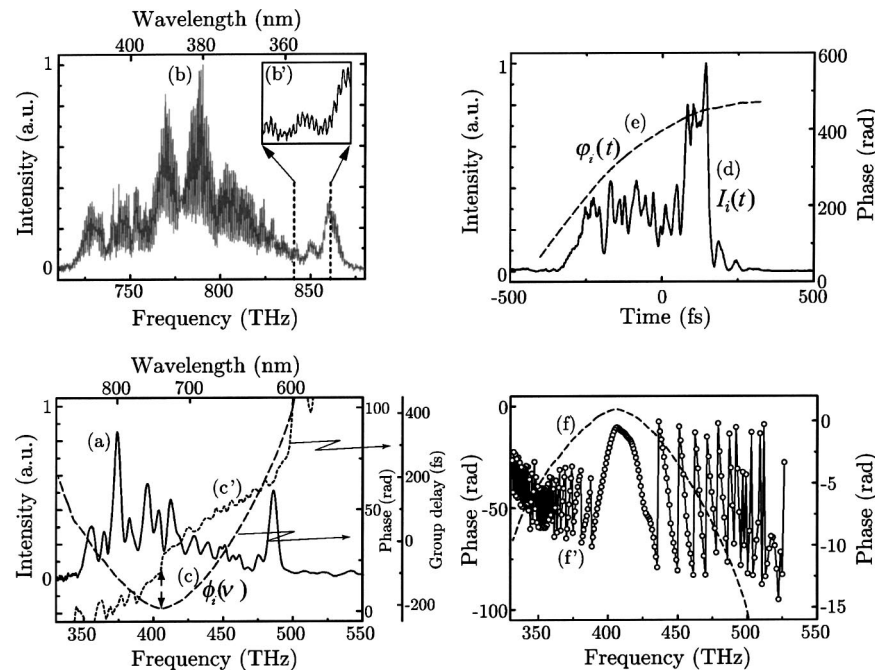 Wavelength (nm)
400 380 360
(b) (b')
Intensity (a.u.)
1
0
750 800 850
Frequency (THz)
600
500
400
300
200
100
0
Phase (rad)
1
0
Intensity (a.u.)
(e)
φi(t)
(d)
Ii(t)
-500 0 500
Time (fs)
Wavelength (nm)
800 700 600
1
0
Intensity (a.u.)
(a)
(c')
(c)
ϕi(ν)
100
50
0
Phase (rad)
400
200
0
-200
Group delay (fs)
350 400 450 500 550
Frequency (THz)
0
-50
-100
Phase (rad)
(f)
(f')
0
-5
-10
-15
Phase (rad)
350 400 450 500 550
Frequency (THz)